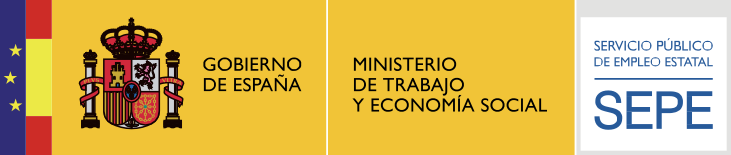 GOBIERNO
DE ESPAÑA
MINISTERIO
DE TRABAJO
Y ECONOMÍA SOCIAL
SERVICIO PÚBLICO
DE EMPLEO ESTATAL
SEPE